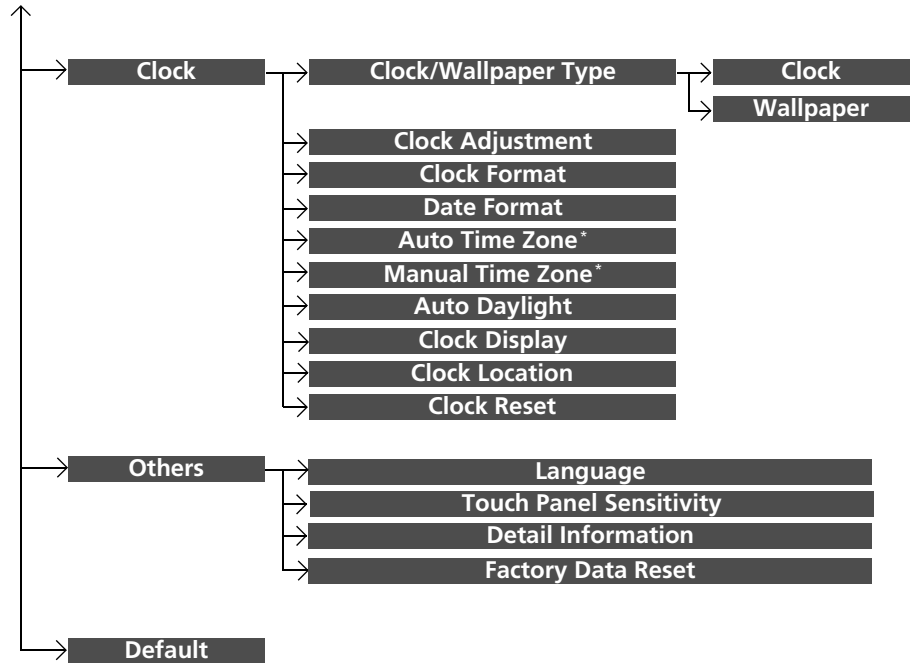 Clock
Clock/Wallpaper Type
Clock
Wallpaper
Clock Adjustment
Clock Format
Date Format
Auto Time Zone*
Manual Time Zone*
Auto Daylight
Clock Display
Clock Location
Clock Reset
Others
Language
Touch Panel Sensitivity
Detail Information
Factory Data Reset
Default